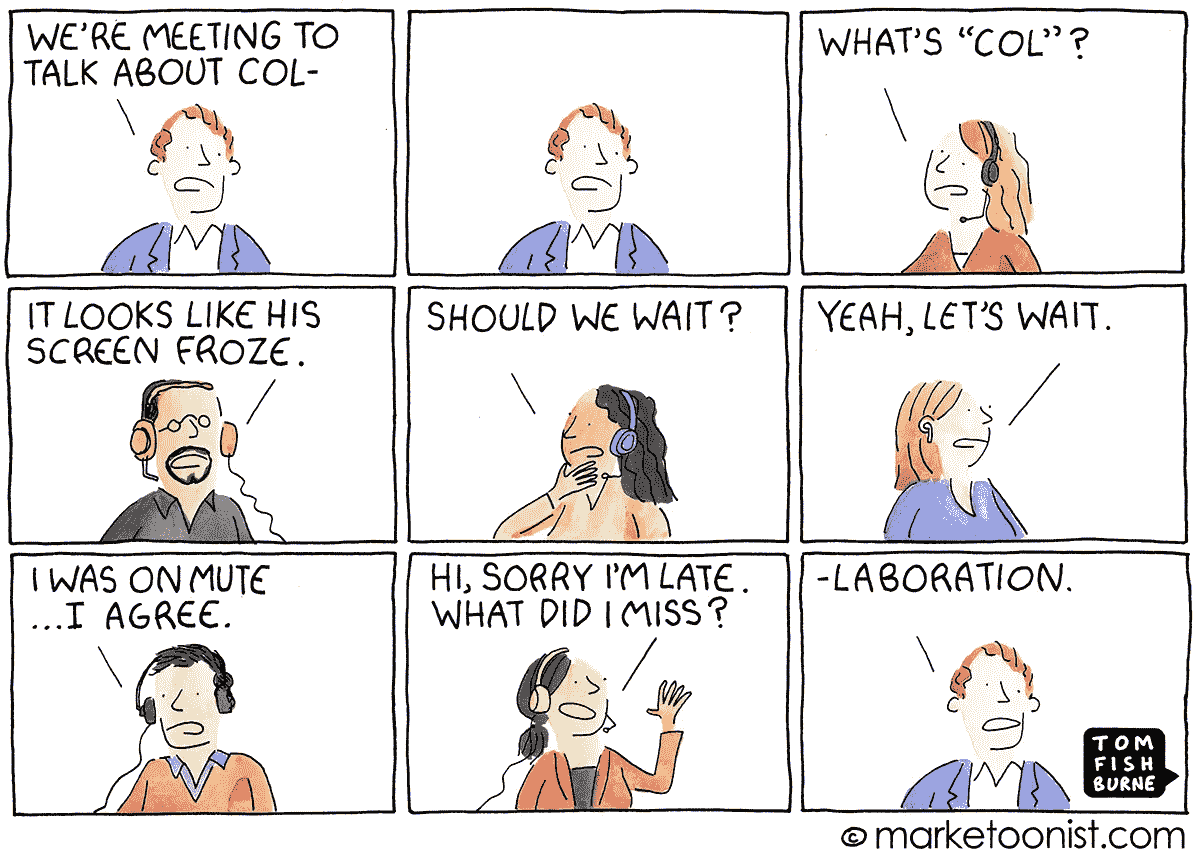 WE'RE MEETING TO
TALK ABOUT COL-
WHAT'S "COL"?
IT LOOKS LIKE HIS
SCREEN FROZE.
SHOULD WE WAIT?
YEAH, LET'S WAIT.
I WAS ON MUTE
...I AGREE.
HI, SORRY I'M LATE.
WHAT DID I MISS?
-LABORATION.
TOM
FISH
BURNE
© marketoonist.com